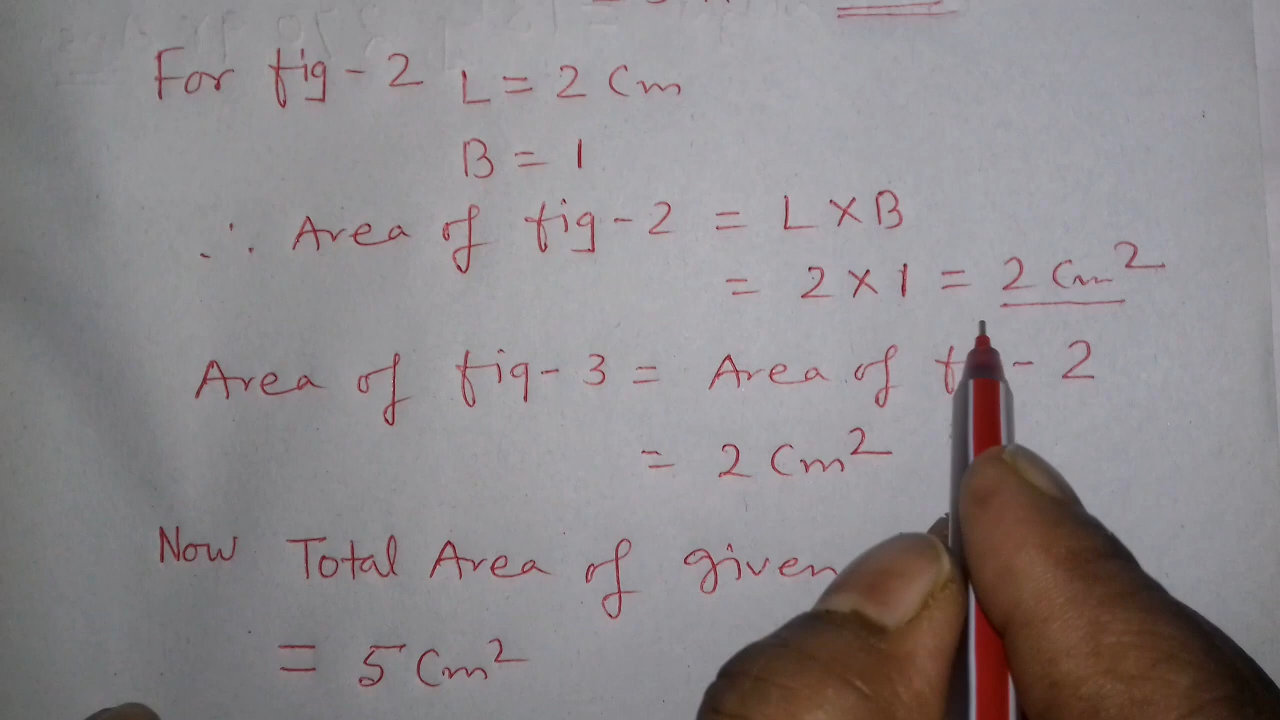 For fig - 2 L = 2 Cm
B = 1
∴ Area of fig - 2 = L × B
= 2 × 1 = 2 Cm²
Area of fig - 3 = Area of - 2
= 2 Cm²
Now Total Area of given
= 5 Cm²